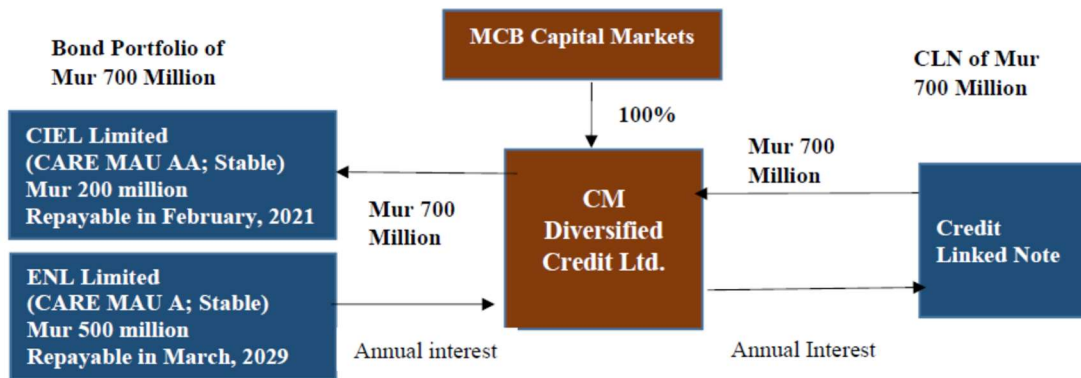 Bond Portfolio of
Mur 700 Million
MCB Capital Markets
CLN of Mur
700 Million
100%
CIEL Limited
(CARE MAU AA; Stable)
Mur 200 million
Repayable in February, 2021
Mur 700
Million
CM
Diversified
Credit Ltd.
Mur 700
Million
Credit
Linked Note
ENL Limited
(CARE MAU A; Stable)
Mur 500 million
Repayable in March, 2029
Annual interest
Annual Interest